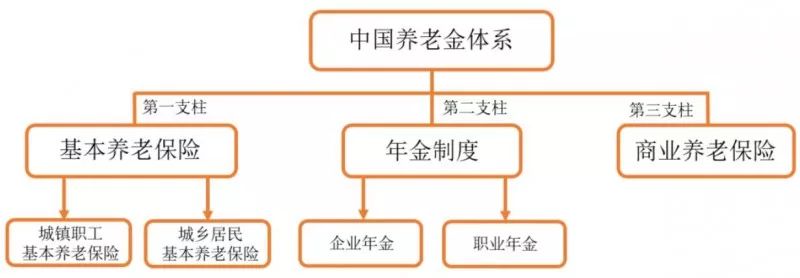 中国养老金体系
第一支柱
第二支柱
第三支柱
基本养老保险
年金制度
商业养老保险
城镇职工
基本养老保险
城乡居民
基本养老保险
企业年金
职业年金